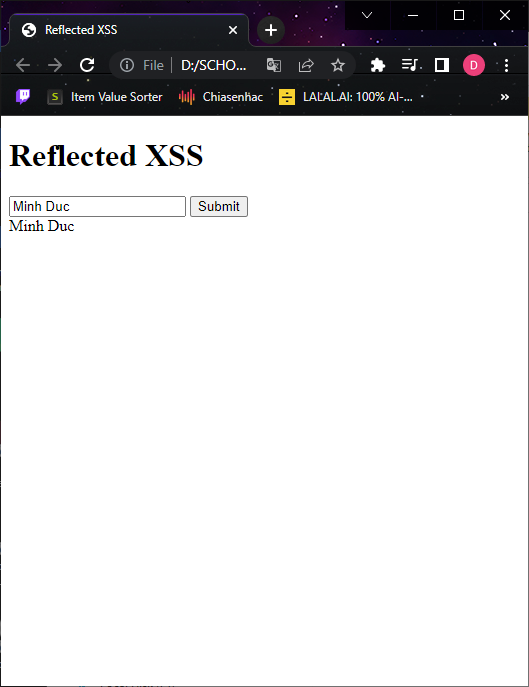 Reflected XSS
File D:/SCHO...
Item Value Sorter Chiasenhac LALAL.AI: 100% AI-... »
Reflected XSS
Minh Duc Submit
Minh Duc